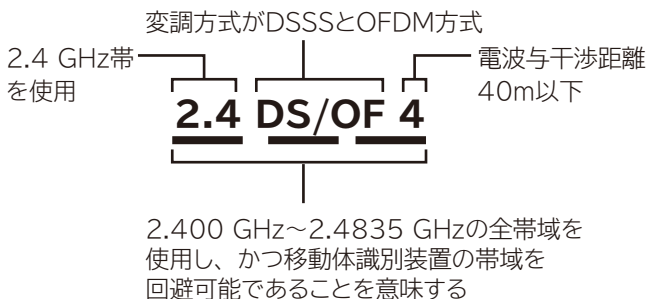 変調方式がDSSSとOFDM方式
2.4 GHz帯
を使用
電波与干渉距離
40m以下
2.4 DS/OF 4
2.400 GHz～2.4835 GHzの全帯域を
使用し、かつ移動体識別装置の帯域を
回避可能であることを意味する